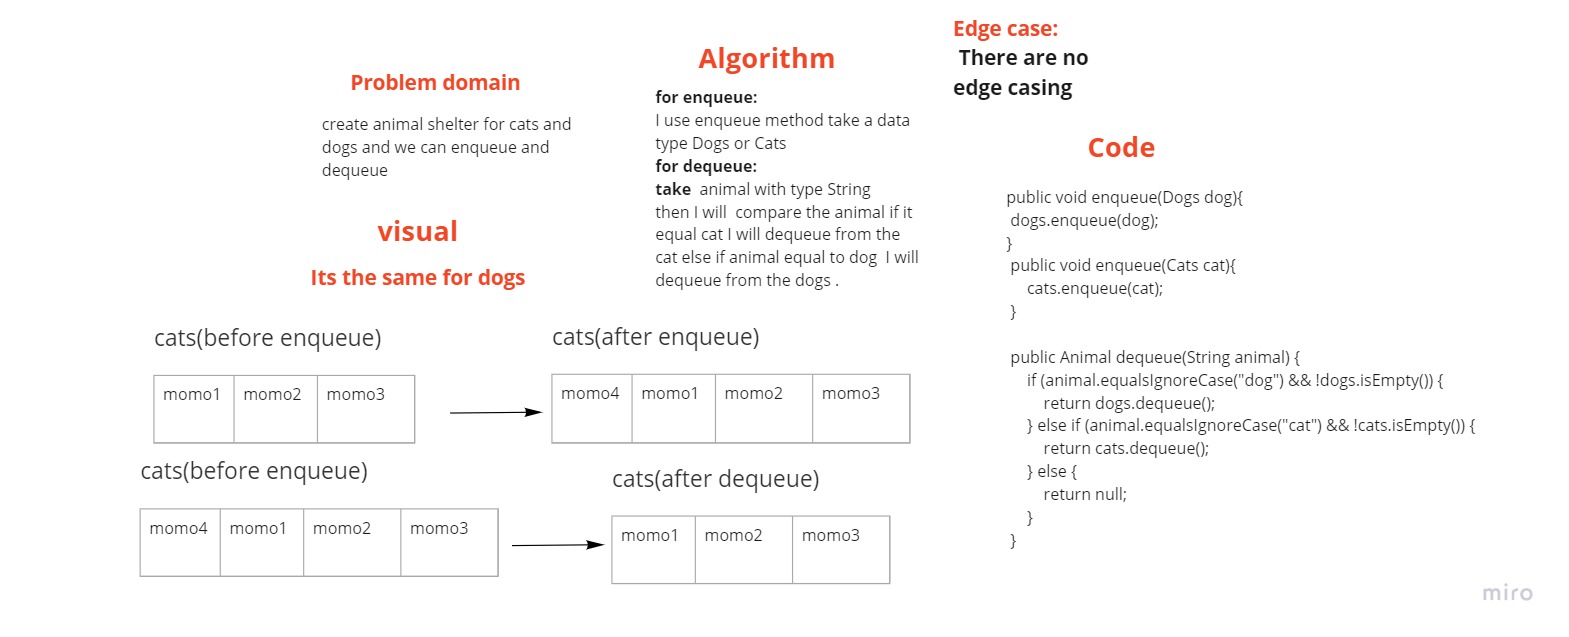 Problem domain
create animal shelter for cats and
dogs and we can enqueue and
dequeue
visual
Its the same for dogs
cats(before enqueue)
momo1 momo2 momo3
cats(after enqueue)
momo4 momo1 momo2 momo3
cats(before enqueue)
momo4 momo1 momo2 momo3
cats(after dequeue)
momo1 momo2 momo3
Algorithm
for enqueue:
I use enqueue method take a data
type Dogs or Cats
for dequeue:
take animal with type String
then I will compare the animal if it
equal cat I will dequeue from the
cat else if animal equal to dog I will
dequeue from the dogs .
Edge case:
There are no
edge casing
Code
public void enqueue(Dogs dog){
dogs.enqueue(dog);
}
public void enqueue(Cats cat){
cats.enqueue(cat);
}
public Animal dequeue(String animal) {
if (animal.equalsIgnoreCase("dog") && !dogs.isEmpty()) {
return dogs.dequeue();
} else if (animal.equalsIgnoreCase("cat") && !cats.isEmpty()) {
return cats.dequeue();
} else {
return null;
}
}
miro